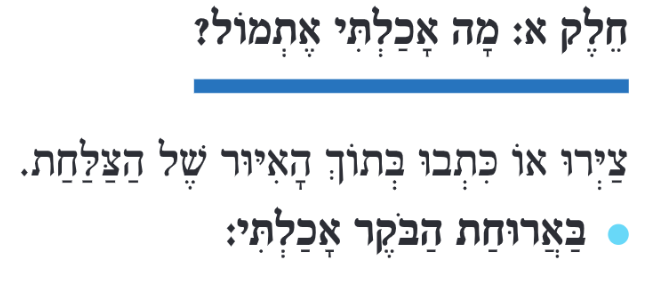 חֵלֶק א: מָה אָכַלְתִּי אֶתְמוֹל?
צַיְּרוּ אוֹ כִּתְבוּ בְּתוֹךְ הָאִיּוּר שֶׁל הַצַּלַּחַת.
בַּאֲרוּחַת הַבֹּקֶר אָכַלְתִּי: